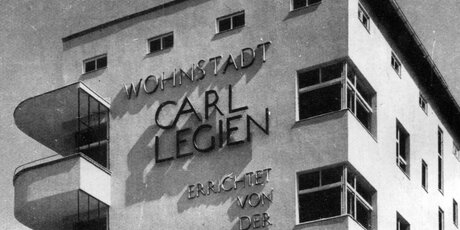 WOHNSTADT
CARL
LEGIEN
ERRICHTET
VON
DER